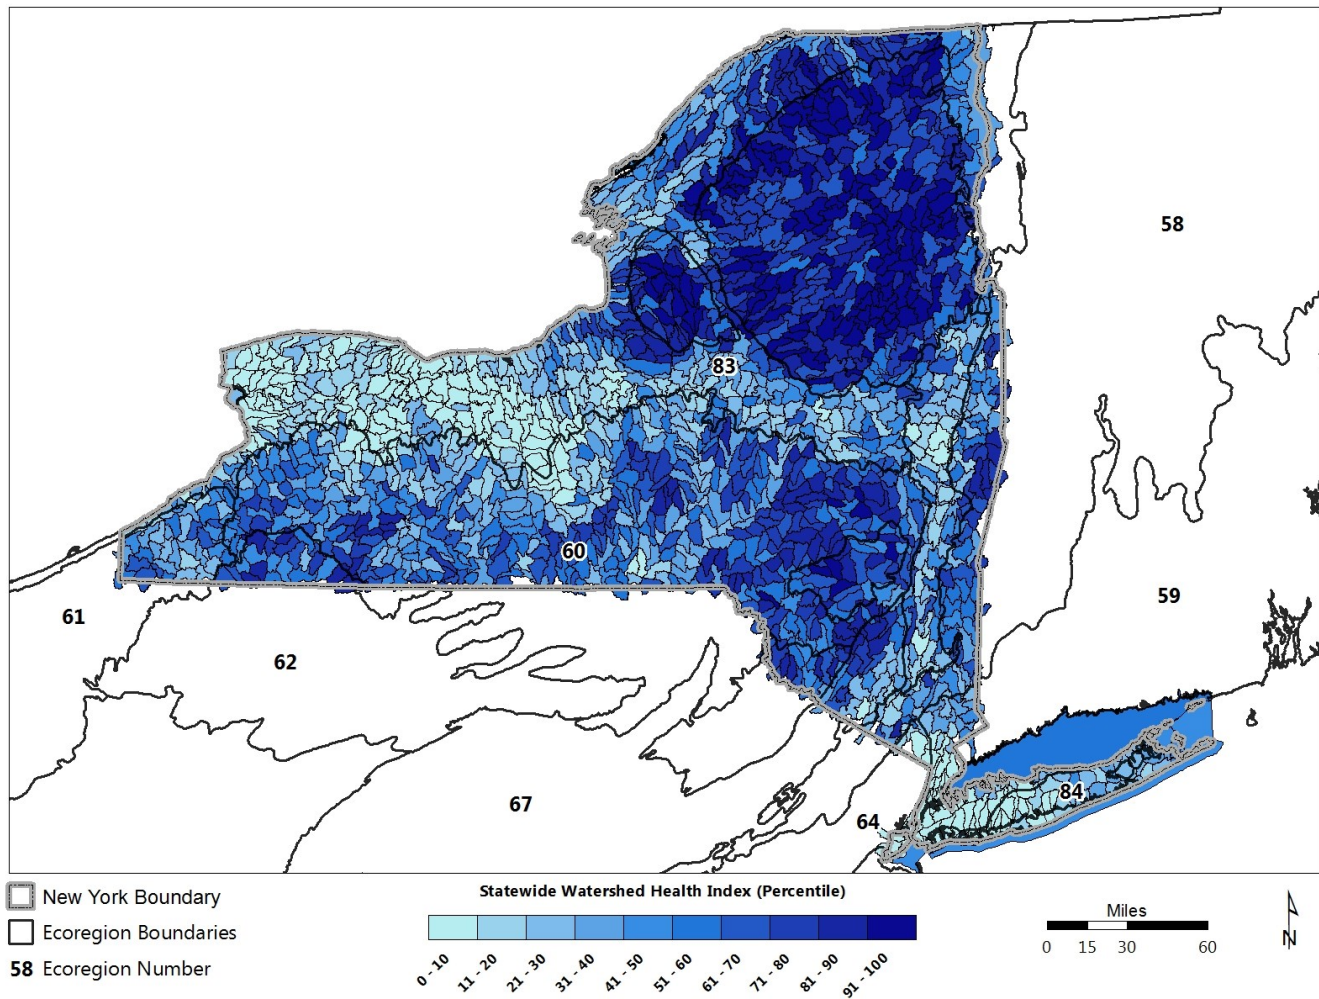 58
83
60
59
61
62
84
67
64
New York Boundary
Ecoregion Boundaries
58 Ecoregion Number
Statewide Watershed Health Index (Percentile)
0 - 10
11 - 20
21 - 30
31 - 40
41 - 50
51 - 60
61 - 70
71 - 80
81 - 90
91 - 100
Miles
0 15 30 60
N